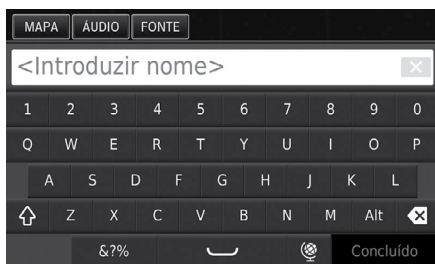 MAPA ÁUDIO FONTE
<Introduzir nome>
1 2 3 4 5 6 7 8 9 0
Q W E R T Y U I O P
A S D F G H J K L
Z X C V B N M Alt
&?% Concluído